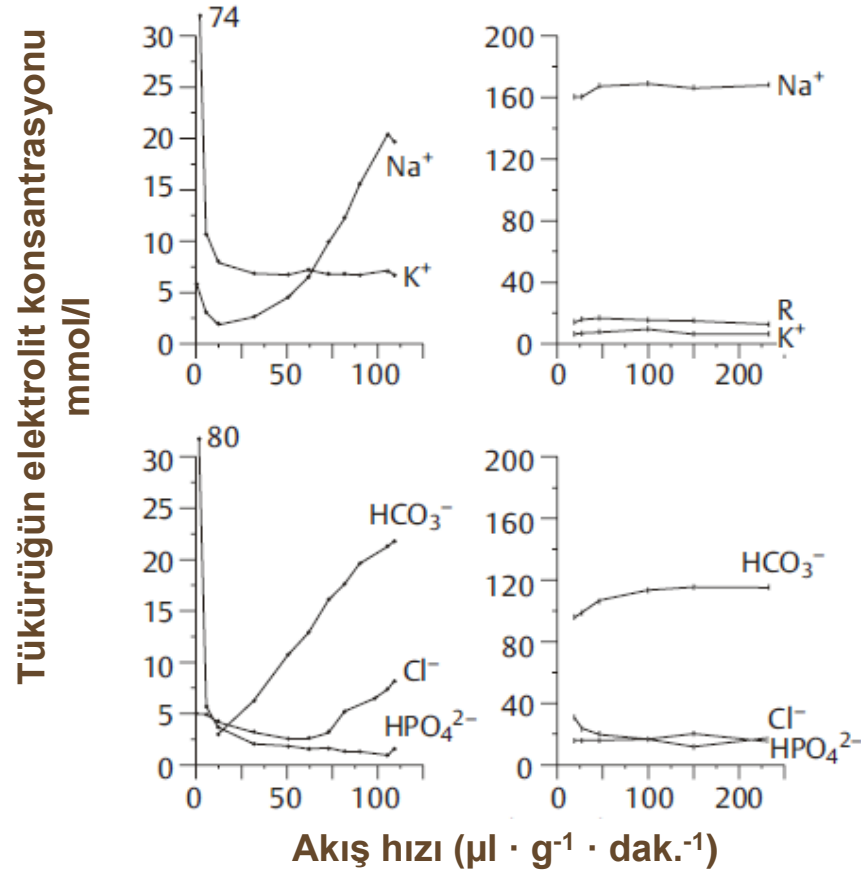 Tükürüğün elektrolit konsantrasyonu
mmol/l
74
30
25
20
15
10
5
0
Na⁺
K⁺
0
50
100
200
160
120
80
40
0
Na⁺
R
K⁺
0
100
200
80
30
25
20
15
10
5
0
HCO₃⁻
Cl⁻
HPO₄²⁻
0
50
100
200
160
120
80
40
0
HCO₃⁻
Cl⁻
HPO₄²⁻
0
100
200
Akış hızı (µl · g⁻¹ · dak.⁻¹)